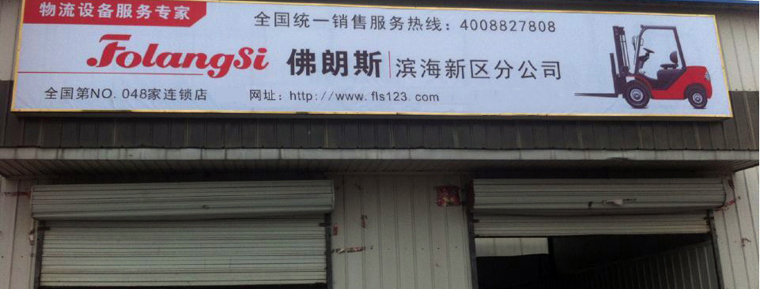 物流设备服务专家
全国统一销售服务热线：4008827808
FolangSi 佛朗斯 | 滨海新区分公司
全国第NO. 048家连锁店
网址：http://www. fls123. com